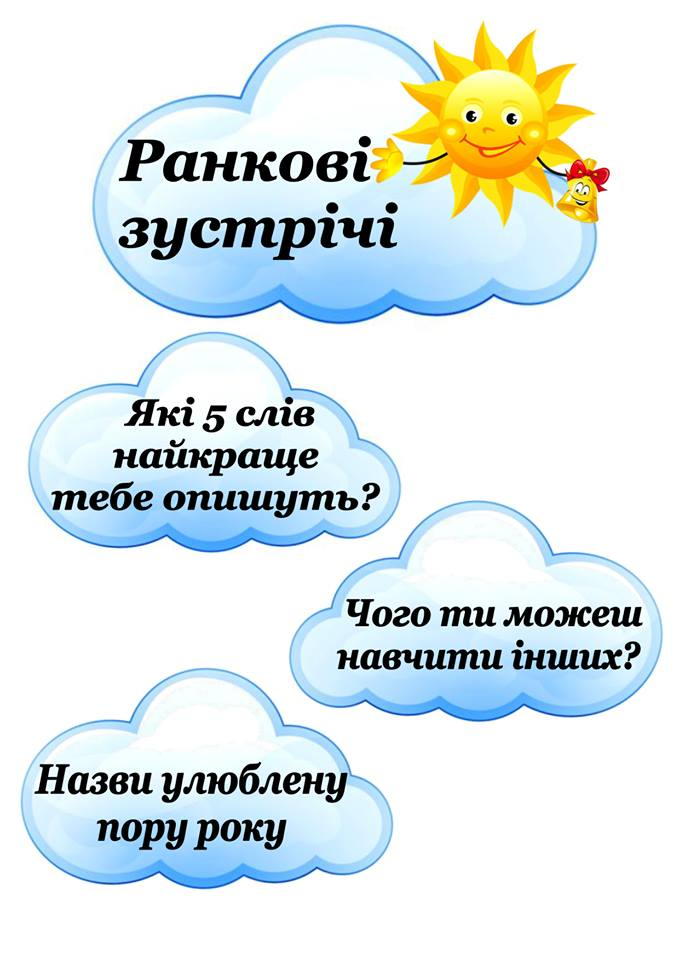 Ранкові
зустрічі
Які 5 слів
найкраще
тебе опишуть?
Чого ти можеш
навчити інших?
Назви улюблену
пору року